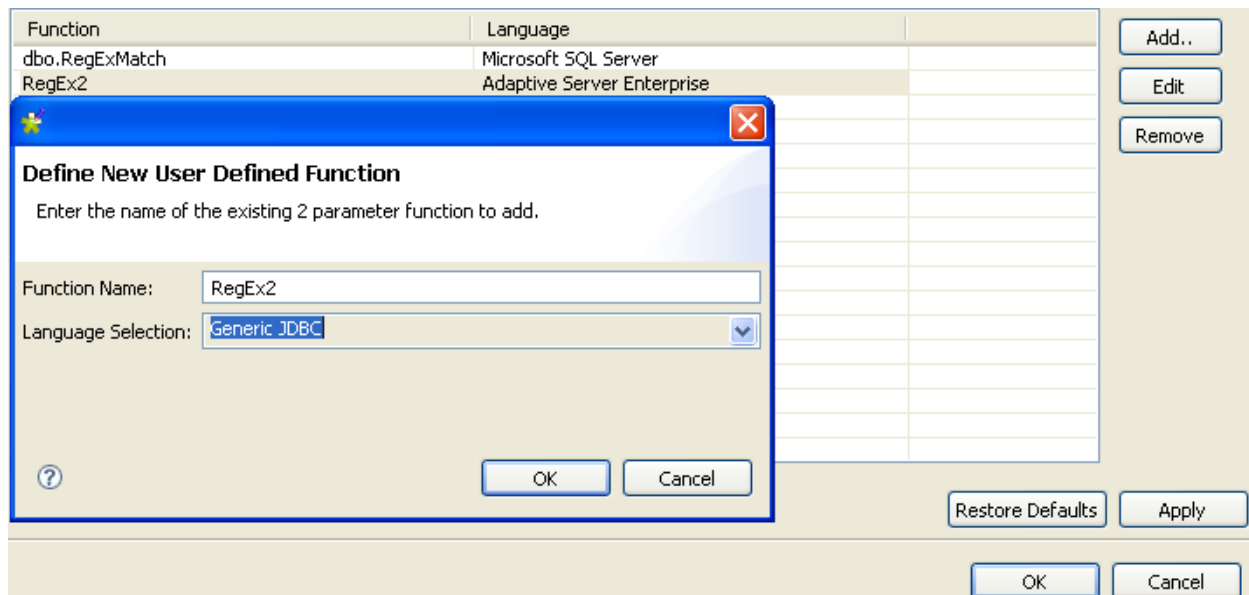 Function Language
dbo.RegExMatch Microsoft SQL Server
RegEx2 Adaptive Server Enterprise
Add..
Edit
Remove
Define New User Defined Function
Enter the name of the existing 2 parameter function to add.
Function Name: RegEx2
Language Selection: Generic JDBC
?
OK Cancel
Restore Defaults Apply
OK Cancel